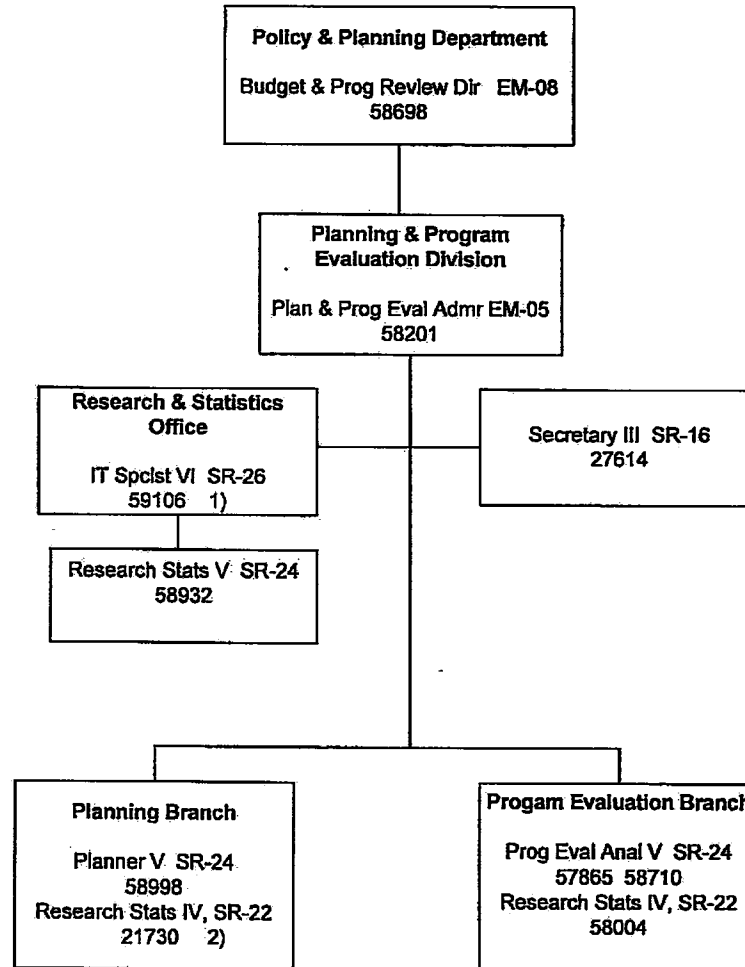 Policy & Planning Department
Budget & Prog Review Dir EM-08
58698
Planning & Program
Evaluation Division
Plan & Prog Eval Admr EM-05
58201
Research & Statistics
Office
IT Spclst VI SR-26
59106 1)
Secretary III SR-16
27614
Research Stats V SR-24
58932
Planning Branch
Planner V SR-24
58998
Research Stats IV, SR-22
21730 2)
Progam Evaluation Branch
Prog Eval Anal V SR-24
57865 58710
Research Stats IV, SR-22
58004